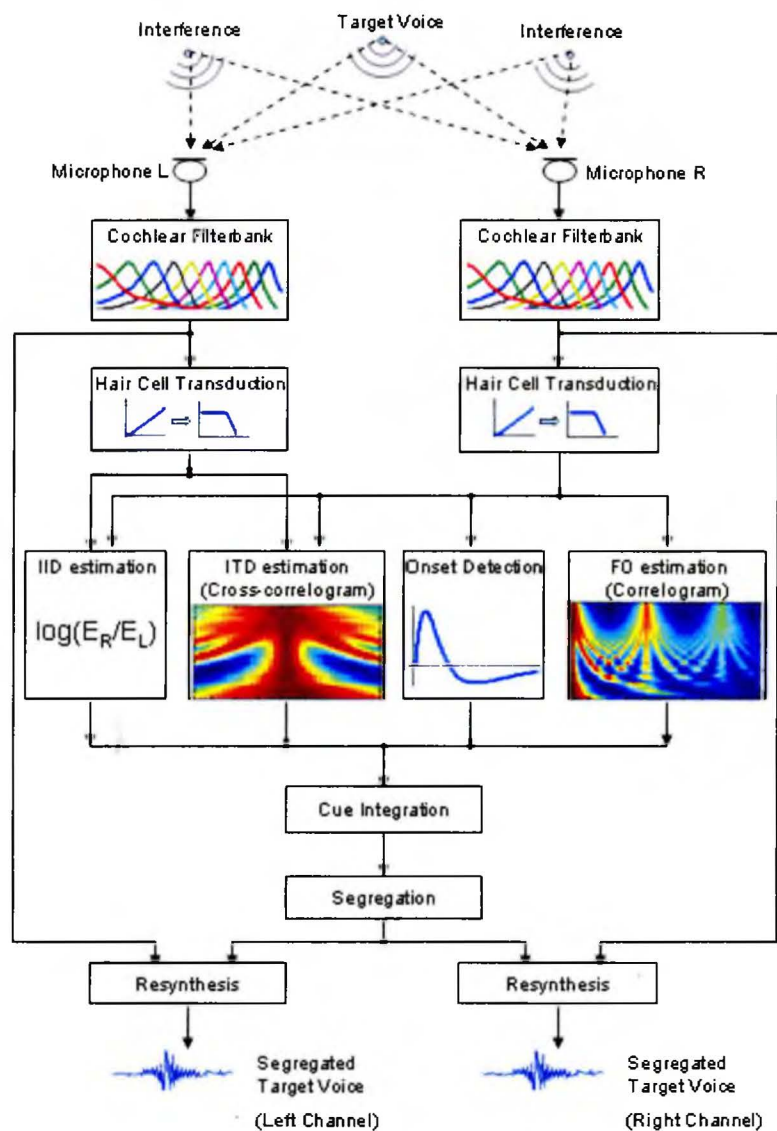 Interference
Target Voice
Interference
Microphone L
Microphone R
Cochlear Filterbank
Cochlear Filterbank
Hair Cell Transduction
Hair Cell Transduction
IID estimation
log(E_R/E_L)
ITD estimation
(Cross-correlogram)
Onset Detection
F0 estimation
(Correlogram)
Cue Integration
Segregation
Resynthesis
Resynthesis
Segregated
Target Voice
(Left Channel)
Segregated
Target Voice
(Right Channel)